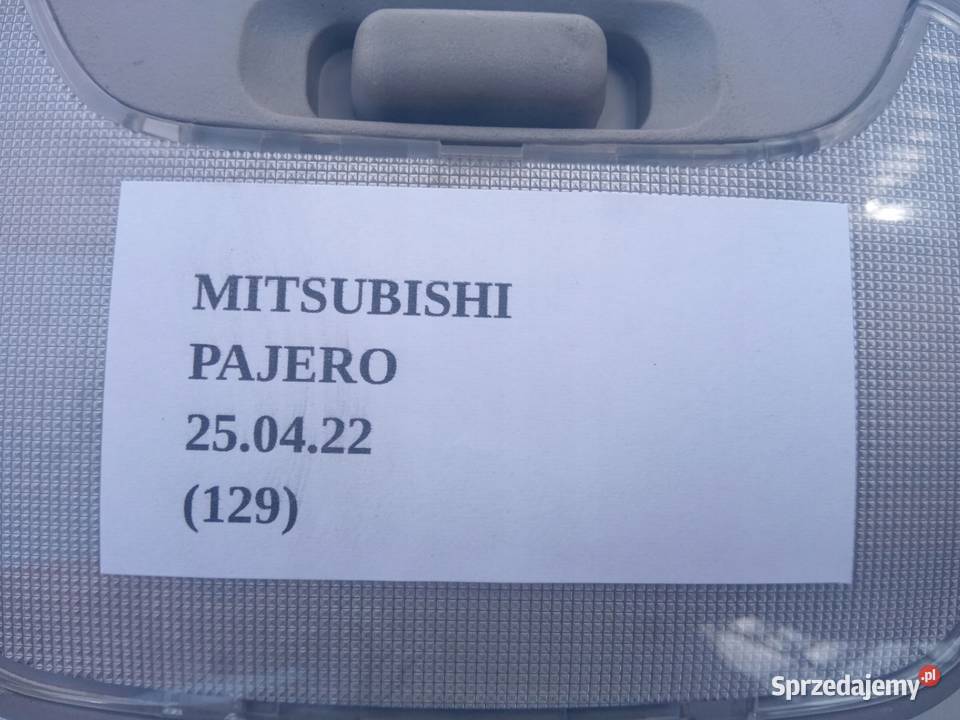 MITSUBISHI
PAJERO
25.04.22
(129)
Sprzedajemy.pl